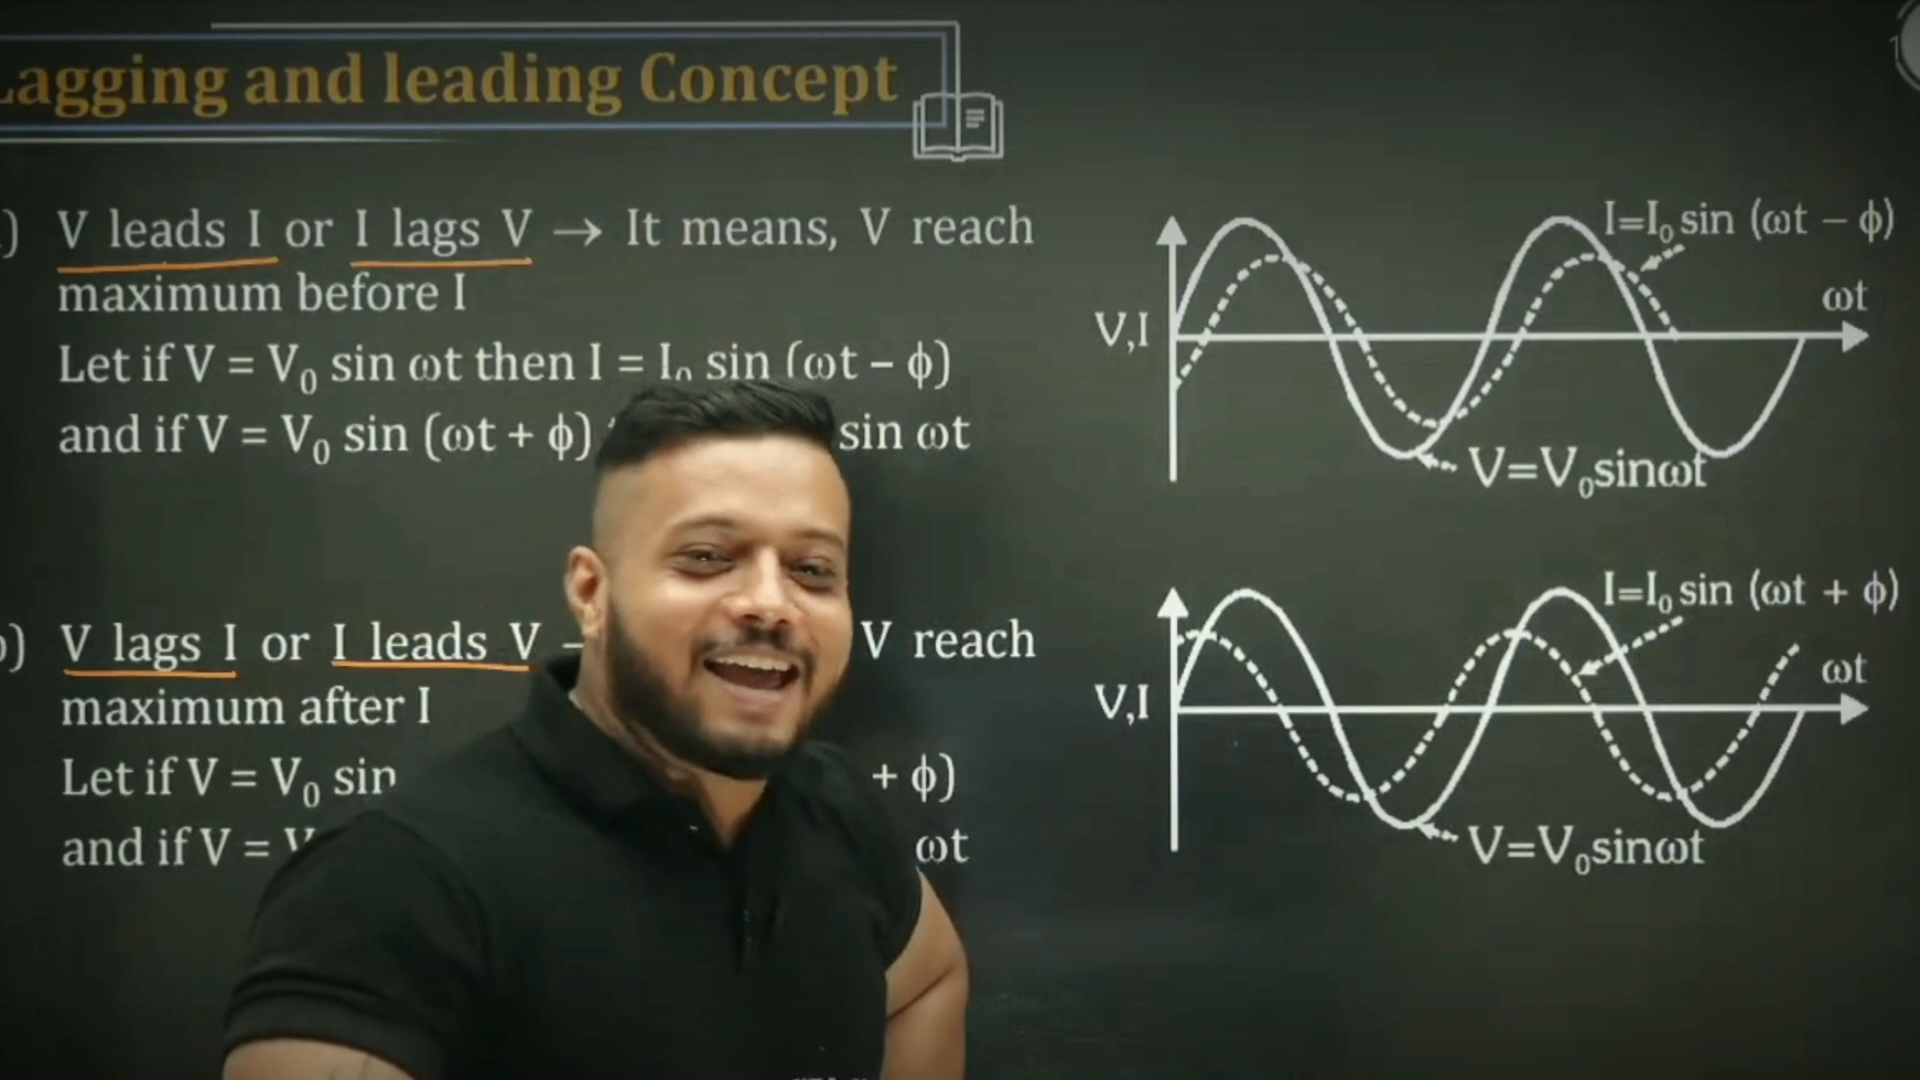 agging and leading Concept
) V leads I or I lags V → It means, V reach
maximum before I
Let if V = V₀ sin ωt then I = I₀ sin (ωt – ϕ)
and if V = V₀ sin (ωt + ϕ) sin ωt
) V lags I or I leads V – V reach
maximum after I
Let if V = V₀ sin + ϕ)
and if V = ωt
I=I₀ sin (ωt – ϕ)
ωt
V,I
V=V₀sinωt
I=I₀ sin (ωt + ϕ)
ωt
V,I
V=V₀sinωt